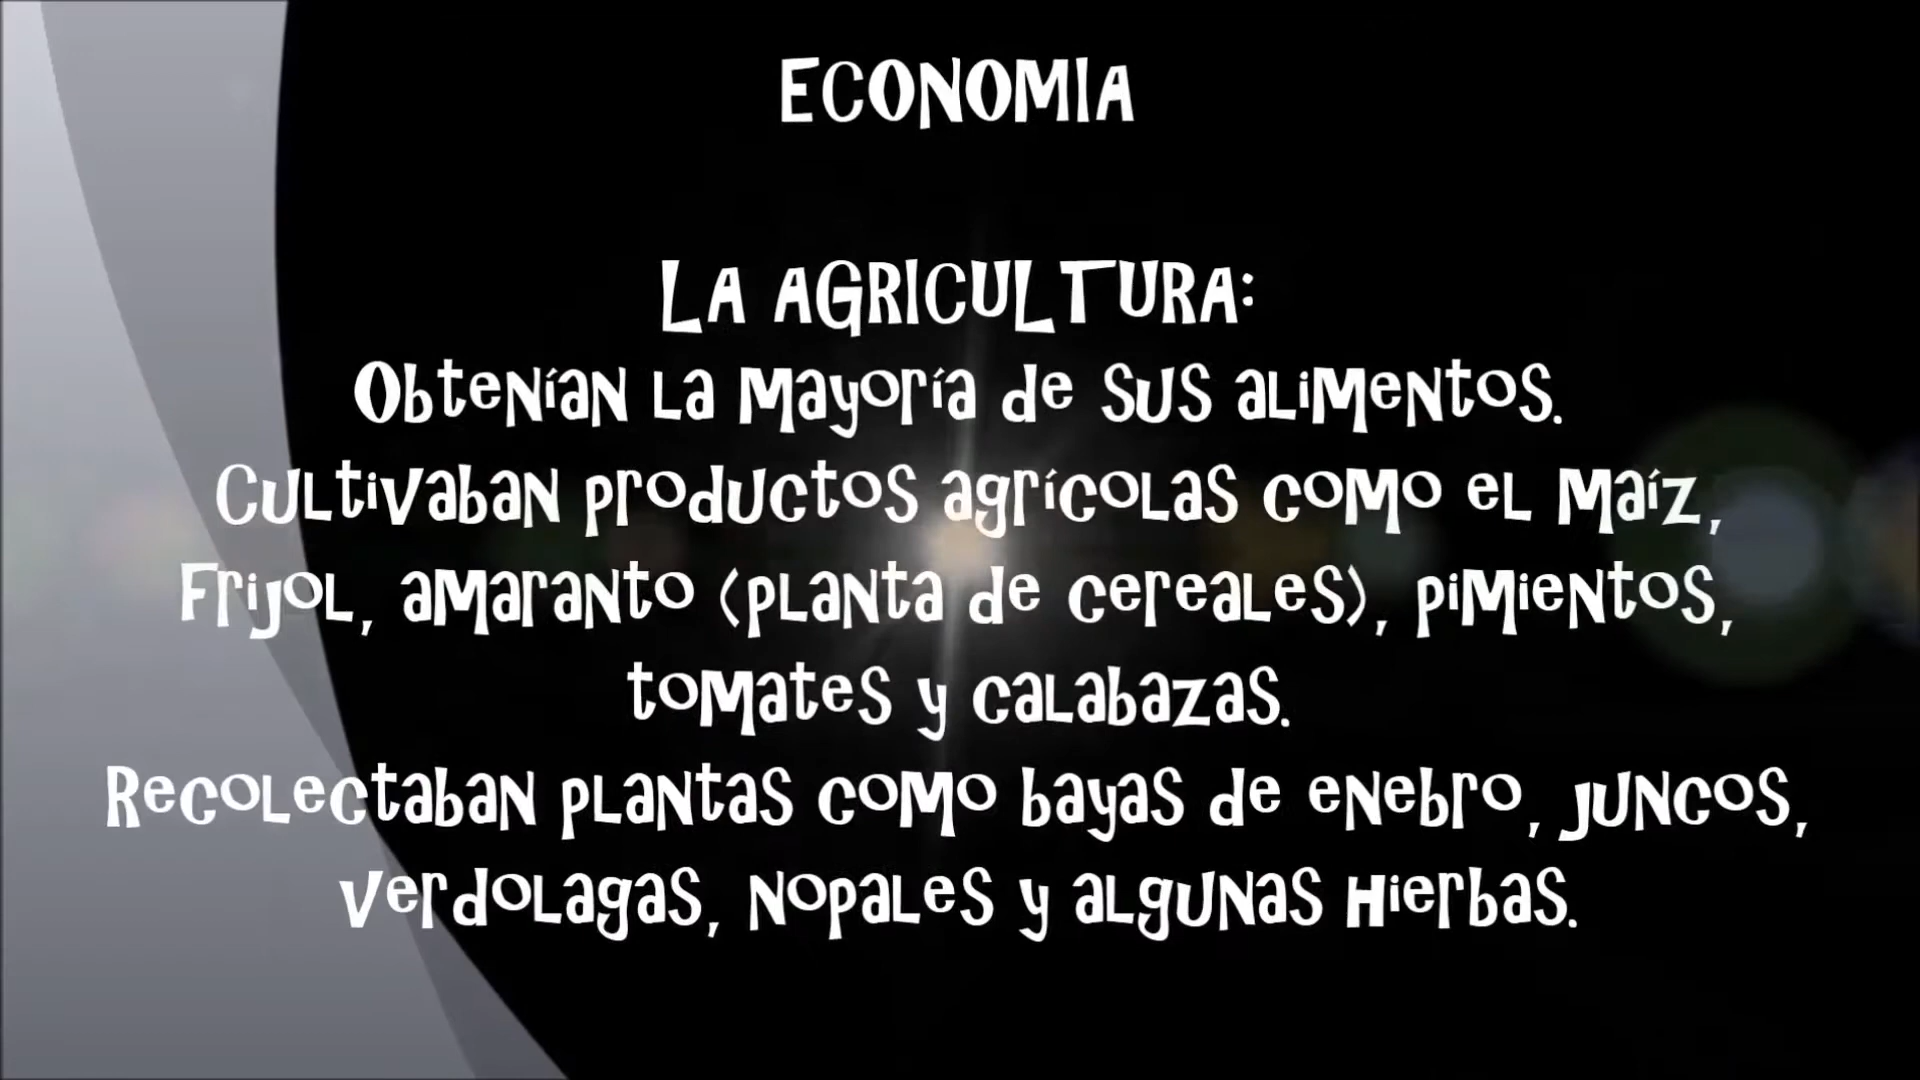 ECONOMIA
LA AGRICULTURA:
Obtenían la mayoría de sus alimentos.
Cultivaban productos agrícolas como el maíz,
Frijol, amaranto (planta de cereales), pimientos,
tomates y calabazas.
Recolectaban plantas como bayas de enebro, juncos,
verdolagas, nopales y algunas hierbas.